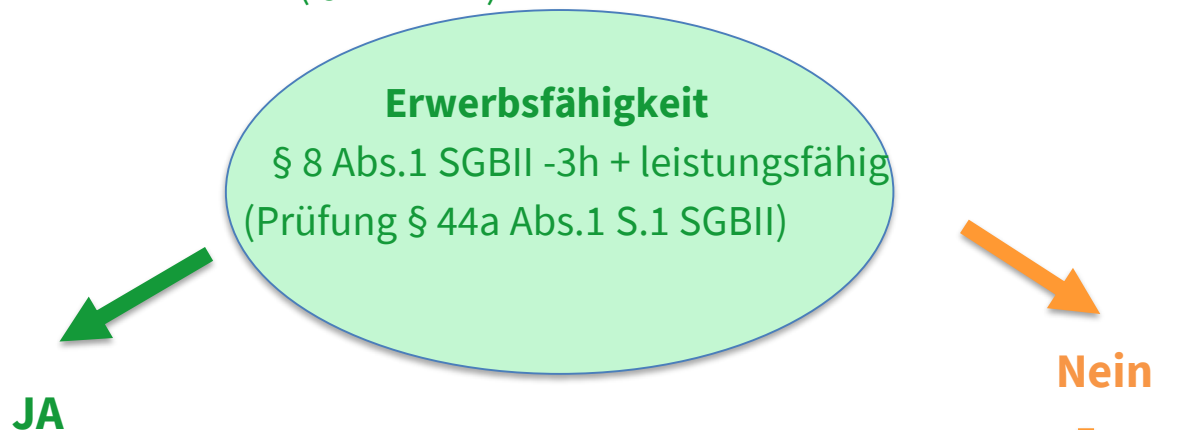 Erwerbsfähigkeit
§ 8 Abs.1 SGBII -3h + leistungsfähig
(Prüfung § 44a Abs.1 S.1 SGBII)
Nein
JA